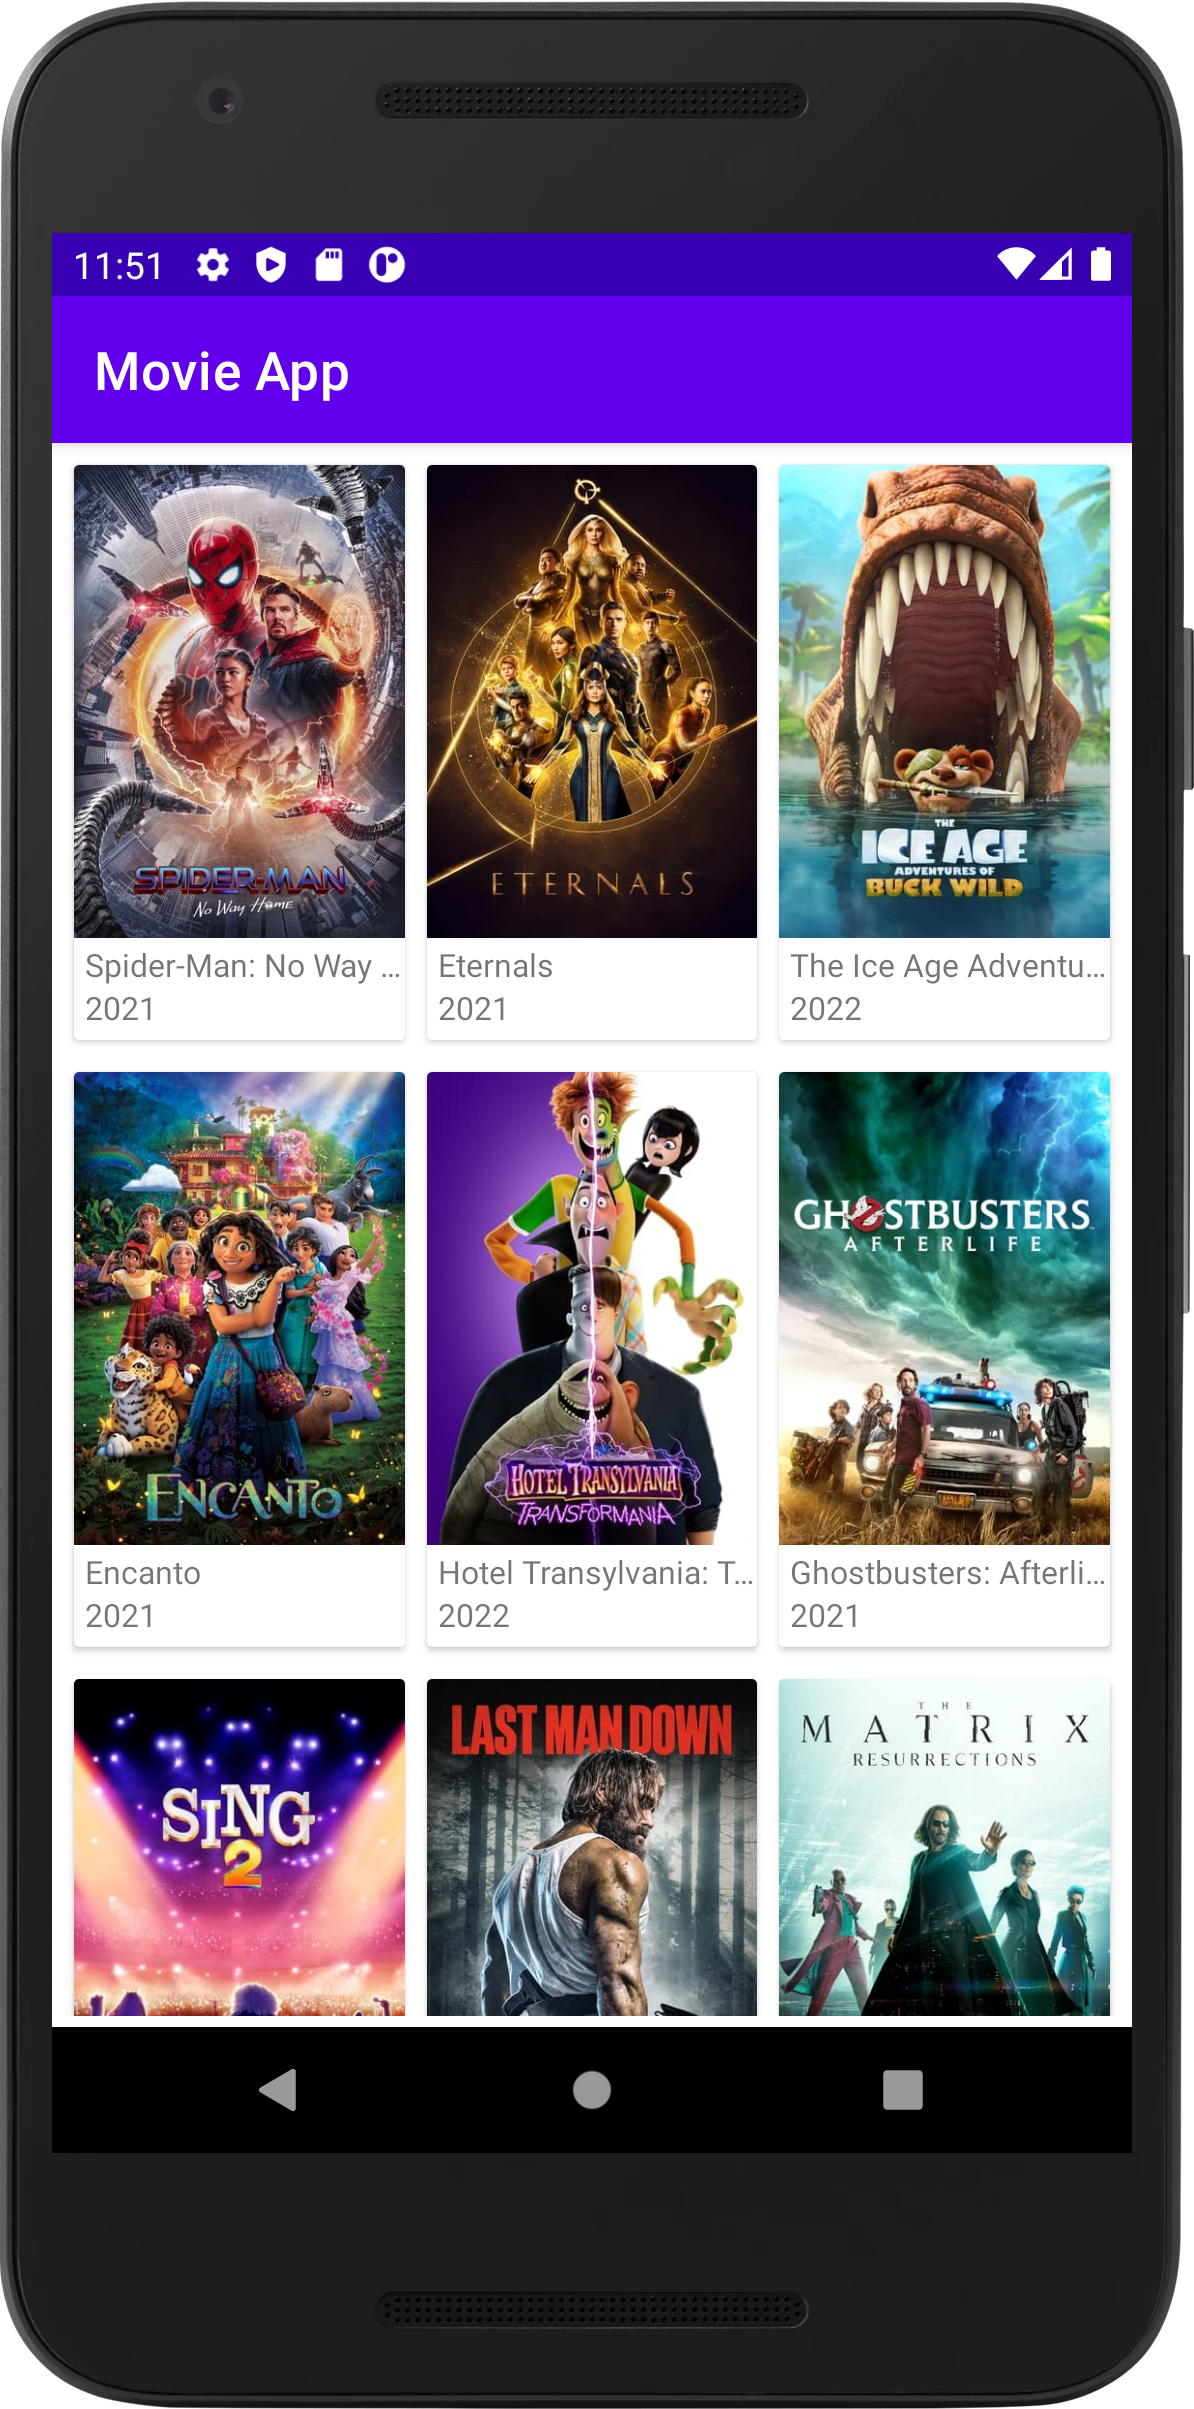 11:51
Movie App
SPIDER-MAN
No Way Home
ETERNALS
THE
ICE AGE
ADVENTURES OF
BUCK WILD
Spider-Man: No Way ...
2021
Eternals
2021
The Ice Age Adventu...
2022
ENCANTO
HOTEL TRANSYLVANIA
TRANSFORMANIA
GHOSTBUSTERS
AFTERLIFE
Encanto
2021
Hotel Transylvania: T...
2022
Ghostbusters: Afterli...
2021
SING
2
LAST MAN DOWN
THE
MATRIX
RESURRECTIONS